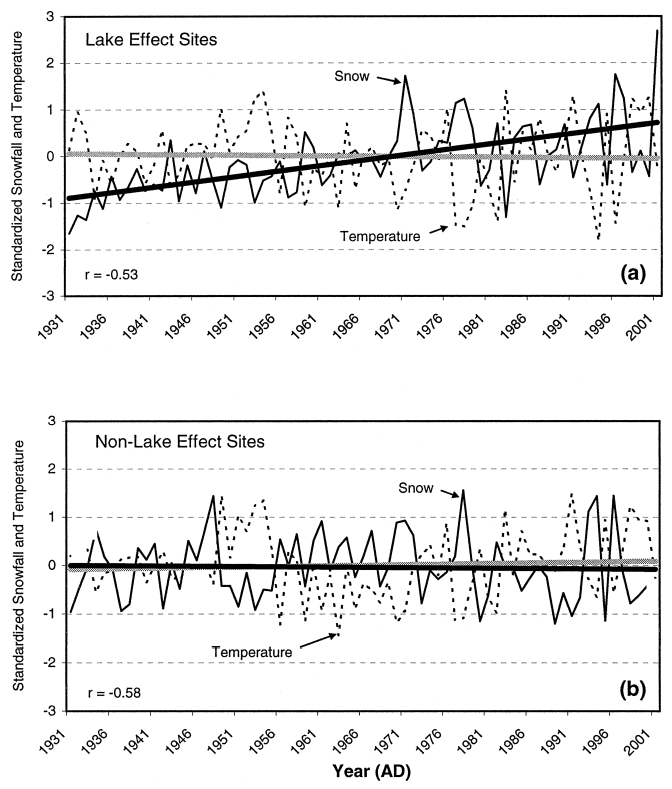 3
Lake Effect Sites
2
Snow
1
0
-1
Temperature
-2
r = -0.53
(a)
-3
Standardized Snowfall and Temperature
1931 1936 1941 1946 1951 1956 1961 1966 1971 1976 1981 1986 1991 1996 2001
3
Non-Lake Effect Sites
2
Snow
1
0
-1
Temperature
-2
r = -0.58
(b)
-3
Standardized Snowfall and Temperature
1931 1936 1941 1946 1951 1956 1961 1966 1971 1976 1981 1986 1991 1996 2001
Year (AD)